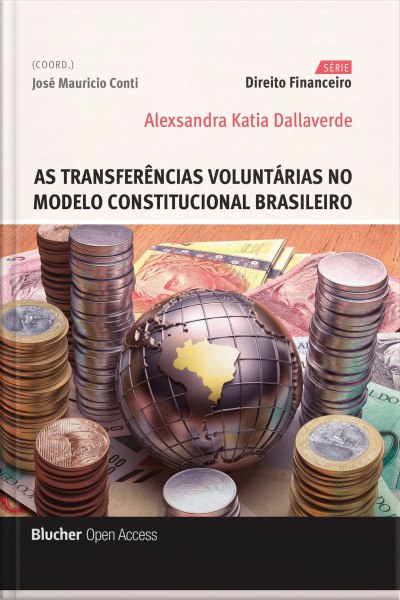 (COORD.)
José Mauricio Conti
SÉRIE
Direito Financeiro
Alexsandra Katia Dallaverde
AS TRANSFERÊNCIAS VOLUNTÁRIAS NO
MODELO CONSTITUCIONAL BRASILEIRO
Blucher Open Access